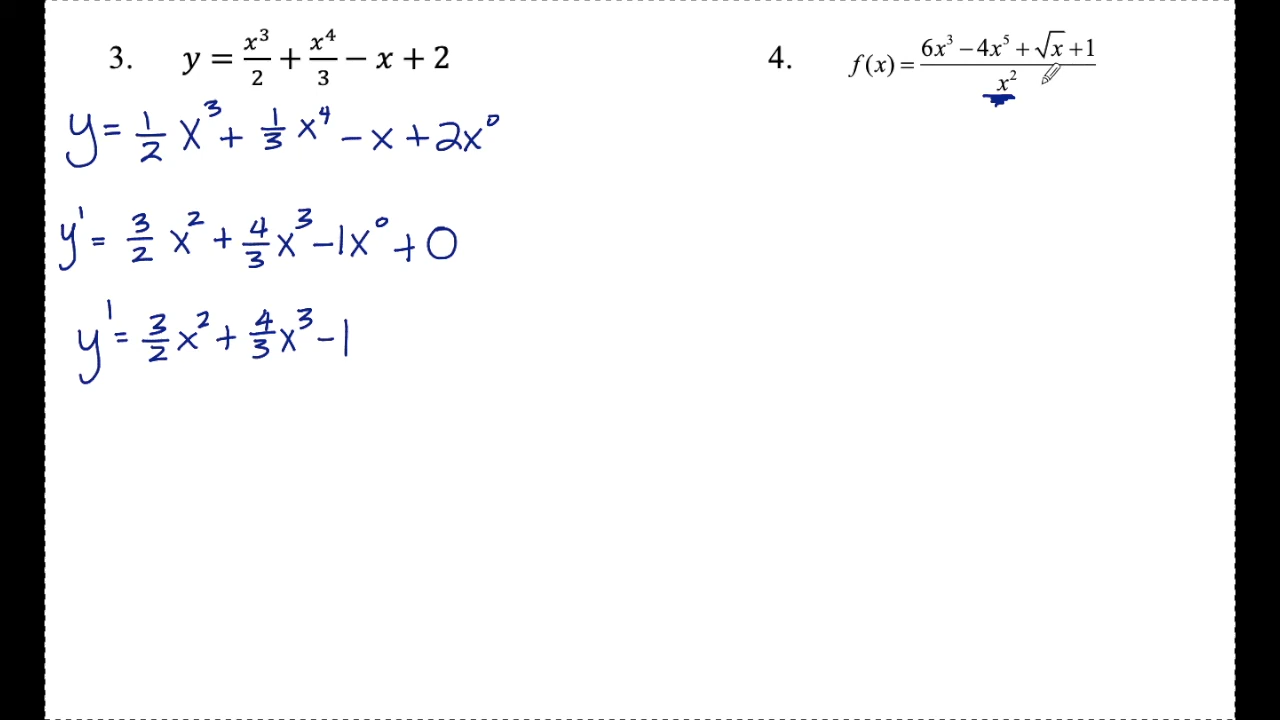 3. y = x³/2 + x⁴/3 − x + 2
y = 1/2 x³ + 1/3 x⁴ − x + 2x⁰
y' = 3/2 x² + 4/3 x³ − 1x⁰ + 0
y' = 3/2 x² + 4/3 x³ − 1
4. f(x) = (6x³ − 4x⁵ + √x + 1)/x²